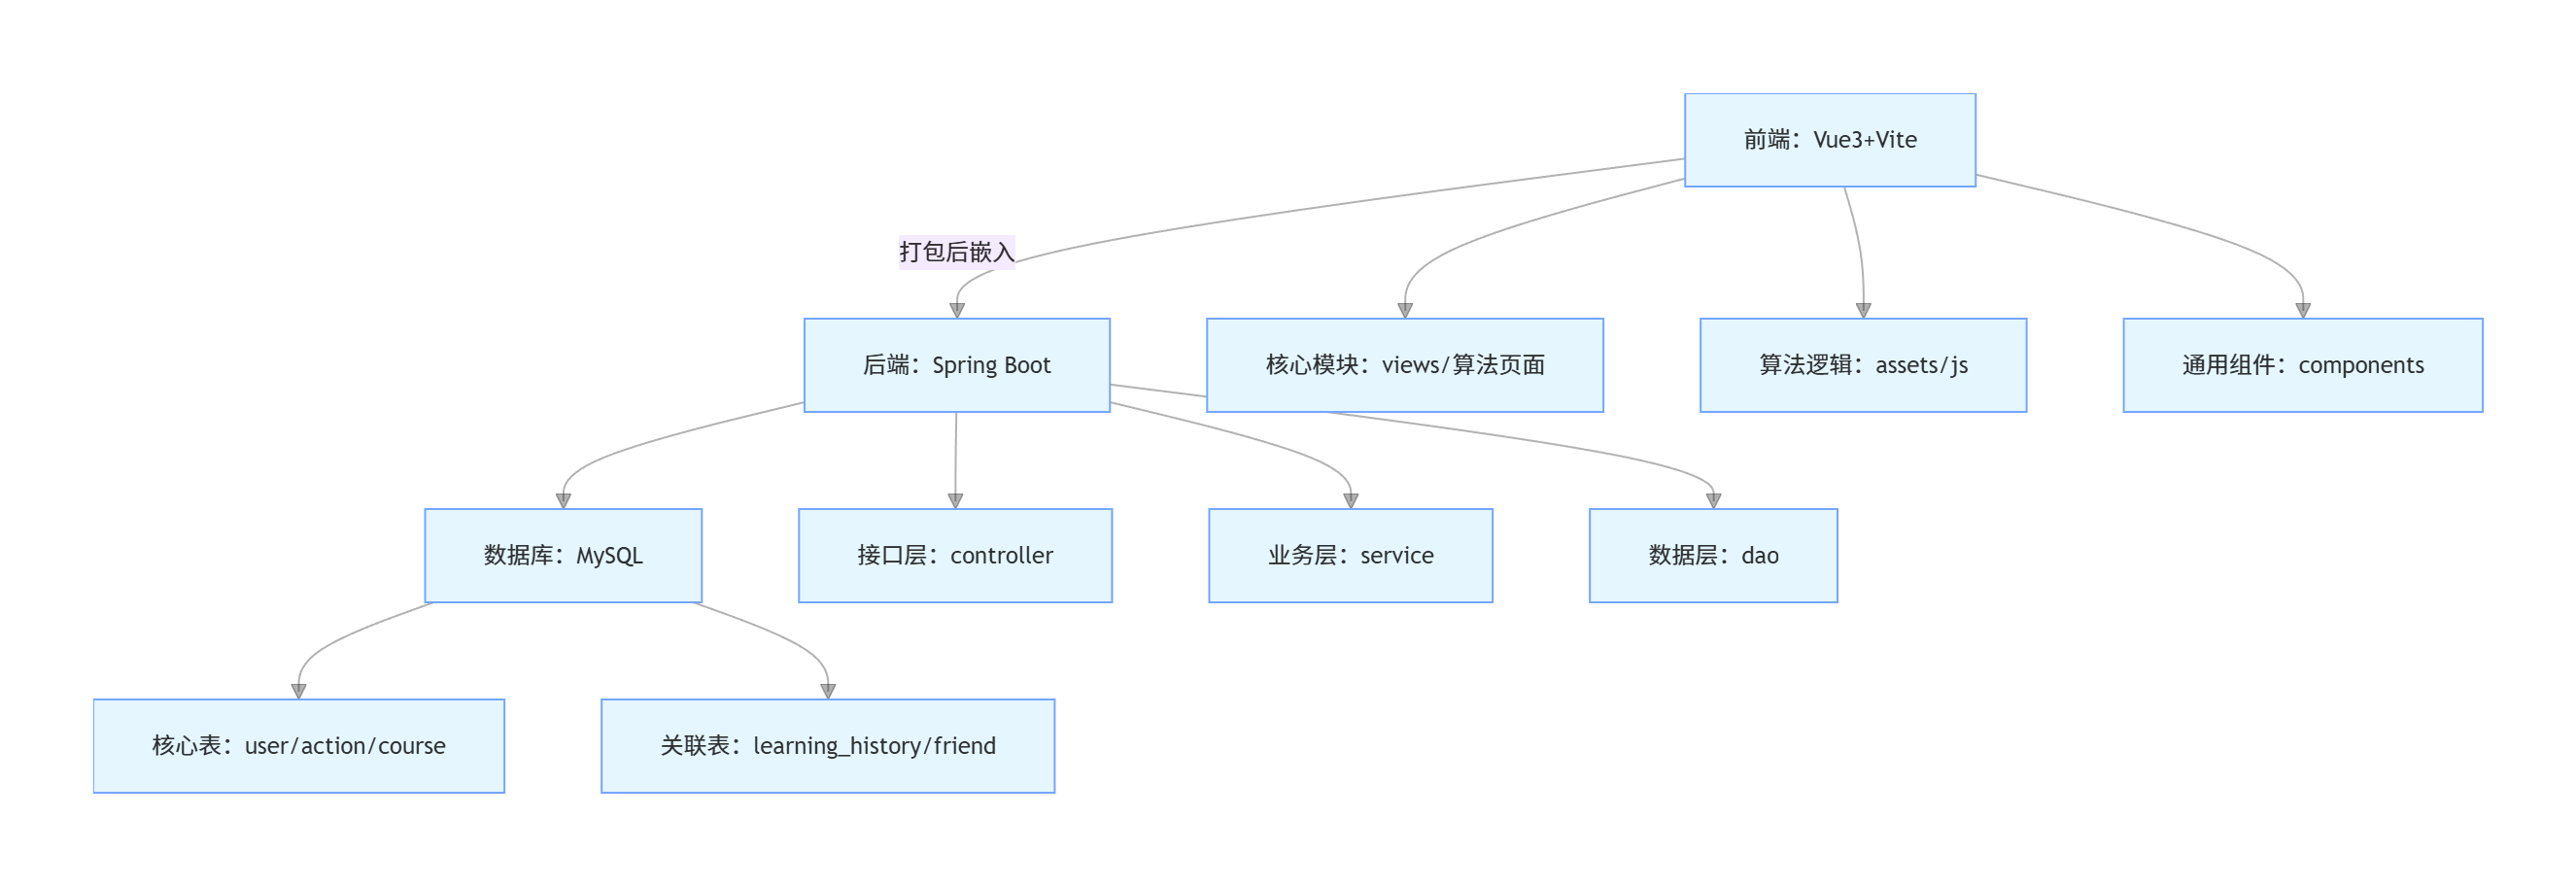 前端：Vue3+Vite
打包后嵌入
后端：Spring Boot
核心模块：views/算法页面
算法逻辑：assets/js
通用组件：components
数据库：MySQL
接口层：controller
业务层：service
数据层：dao
核心表：user/action/course
关联表：learning_history/friend